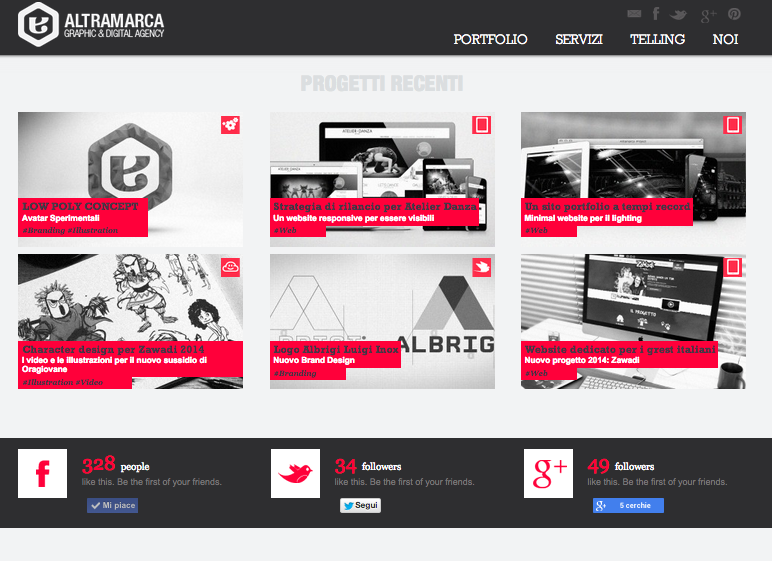 ALTRAMARCA
GRAPHIC & DIGITAL AGENCY
PORTFOLIO SERVIZI TELLING NOI
PROGETTI RECENTI
LOW POLY CONCEPT
Avatar Sperimentali
#Branding #Illustration
ATELIER DANZA
Strategia di rilancio per Atelier Danza
Un website responsive per essere visibili
#Web
Un sito portfolio a tempi record
Minimal website per il lighting
#Web
Character design per Zawadi 2014
I video e le illustrazioni per il nuovo sussidio di
Oragiovane
#Illustration #Video
ALBRIG
Logo Albrigi Luigi Inox
Nuovo Brand Design
#Branding
IL PROGETTO
Website dedicato per i grest italiani
Nuovo progetto 2014: Zawadi
#Web
328 people
like this. Be the first of your friends.
Mi piace
34 followers
like this. Be the first of your friends.
Segui
g+
49 followers
like this. Be the first of your friends.
g+ 5 cerchie